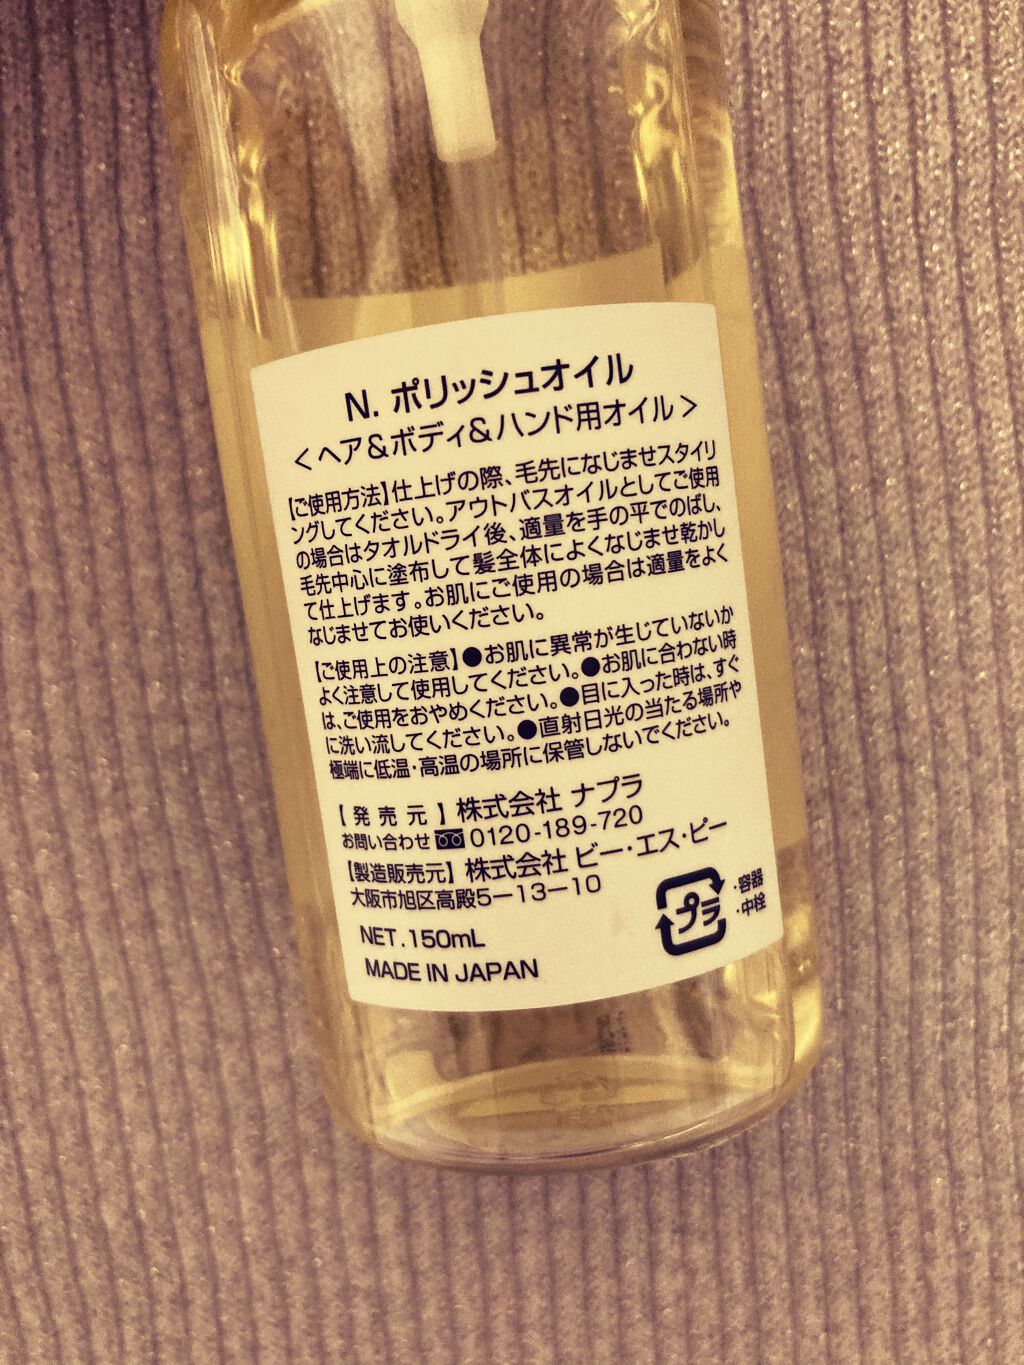 N. ポリッシュオイル
<ヘア&ボディ&ハンド用オイル>
【ご使用方法】仕上げの際、毛先になじませスタイリ
ングしてください。アウトバスオイルとしてご使用
の場合はタオルドライ後、適量を手の平でのばし、
毛先中心に塗布して髪全体によくなじませ乾かし
て仕上げます。お肌にご使用の場合は適量をよく
なじませてお使いください。
【ご使用上の注意】●お肌に異常が生じていないか
よく注意して使用してください。●お肌に合わない時
は、ご使用をおやめください。●目に入った時は、すぐ
に洗い流してください。●直射日光の当たる場所や
極端に低温・高温の場所に保管しないでください。
【発売元】株式会社 ナプラ
お問い合わせ 0120-189-720
【製造販売元】株式会社 ビー・エス・ピー
大阪市旭区高殿5-13-10
プラ
・容器
・中栓
NET.150mL
MADE IN JAPAN